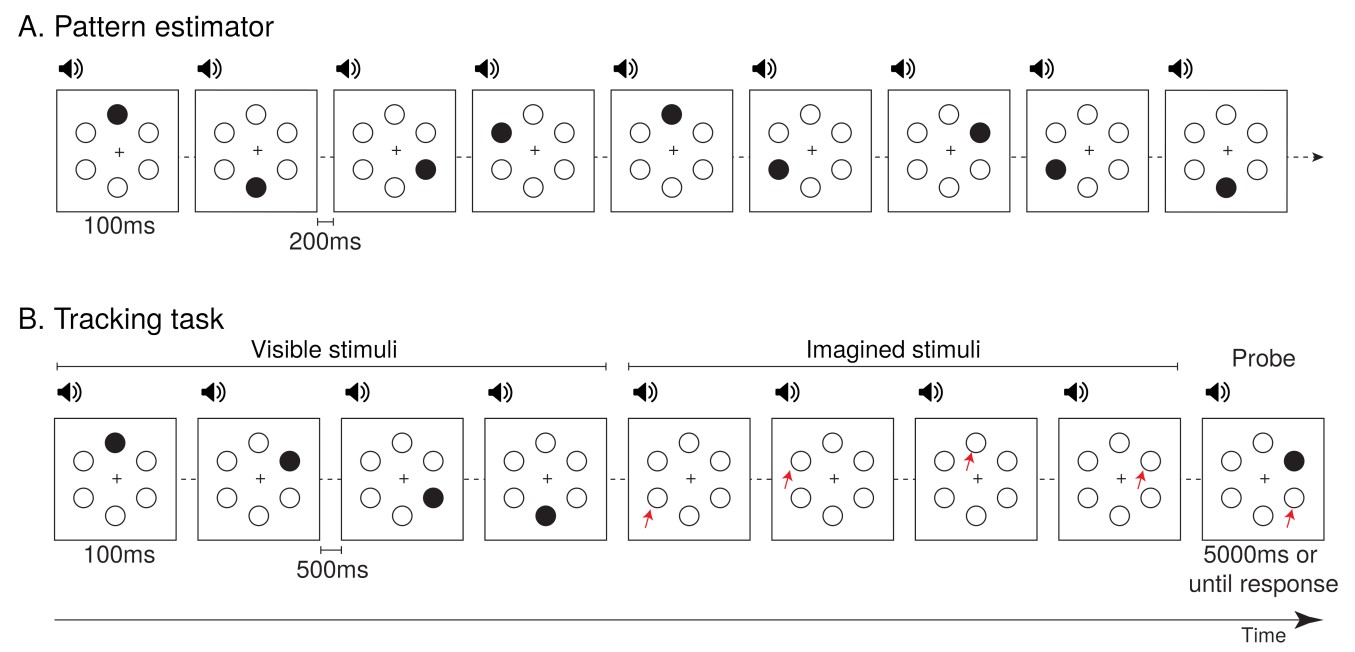 A. Pattern estimator
100ms
200ms
B. Tracking task
Visible stimuli
Imagined stimuli
Probe
100ms
500ms
5000ms or
until response
Time